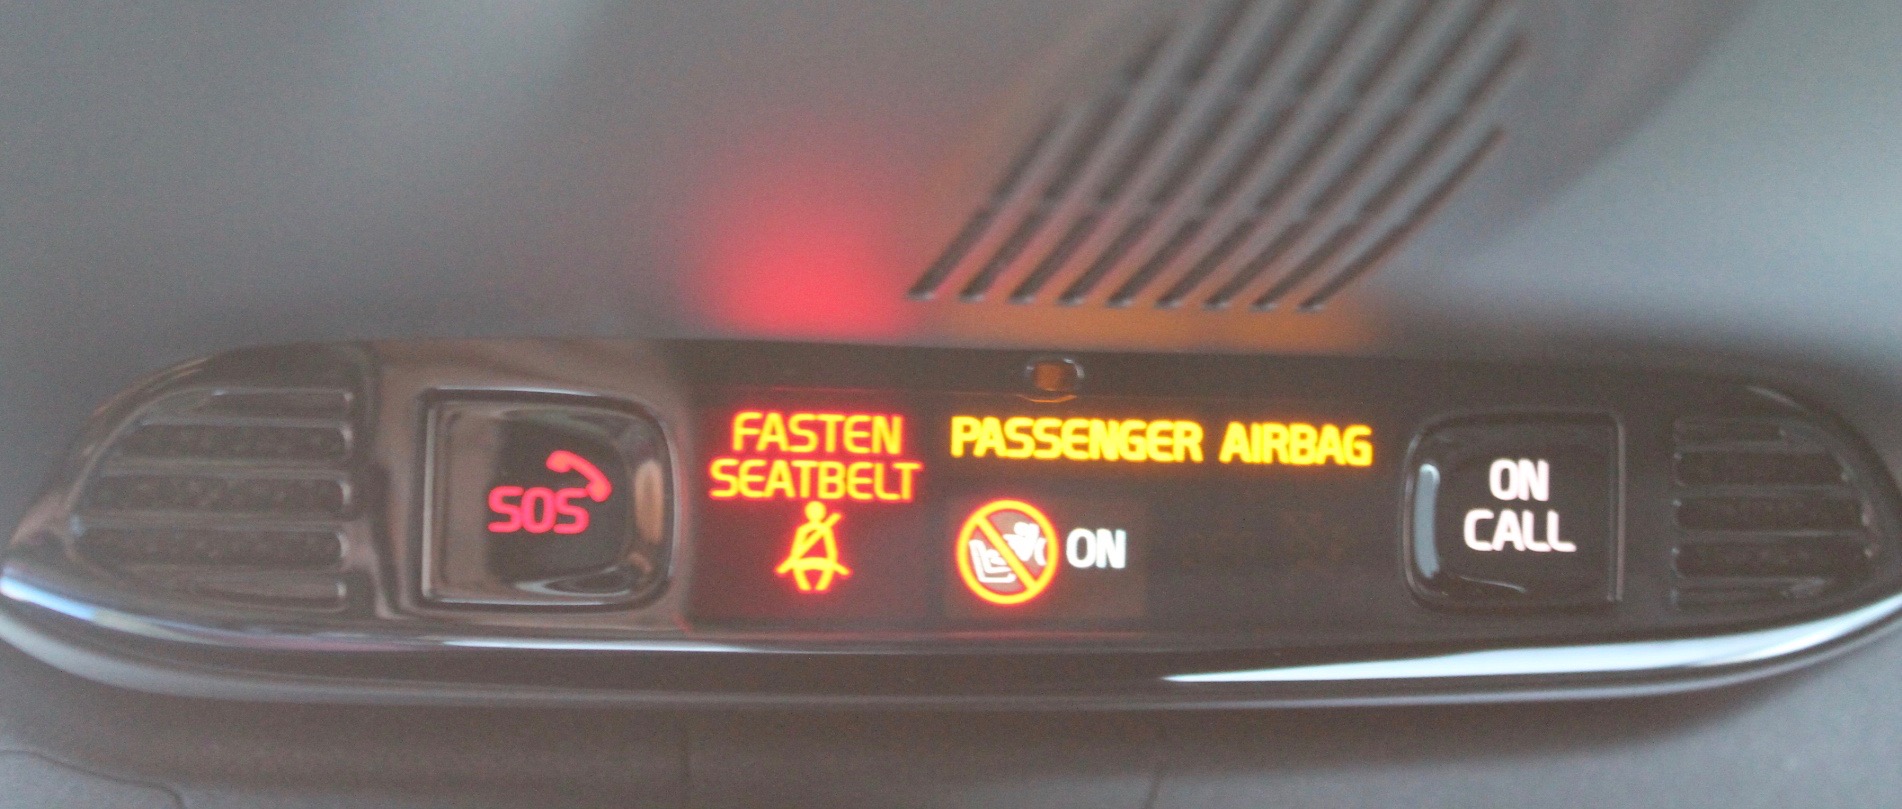 SOS
FASTEN
SEATBELT
PASSENGER AIRBAG
ON
ON
CALL